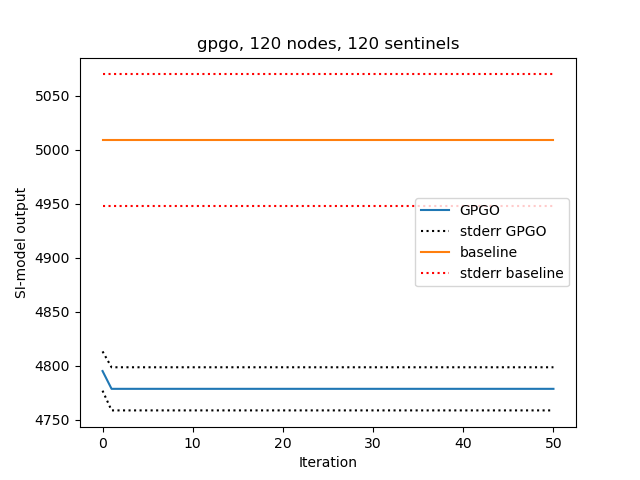 gpgo, 120 nodes, 120 sentinels
SI-model output
5050
5000
4950
4900
4850
4800
4750
GPGO
stderr GPGO
baseline
stderr baseline
0 10 20 30 40 50
Iteration